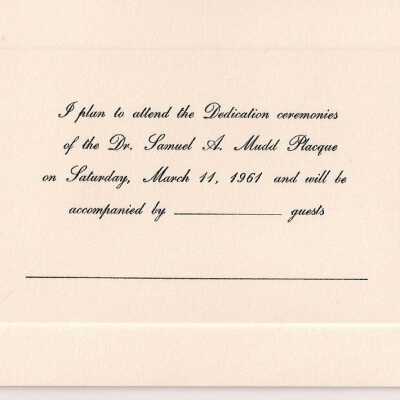 I plan to attend the Dedication ceremonies
of the Dr. Samuel A. Mudd Placque
on Saturday, March 11, 1961 and will be
accompanied by __________ guests